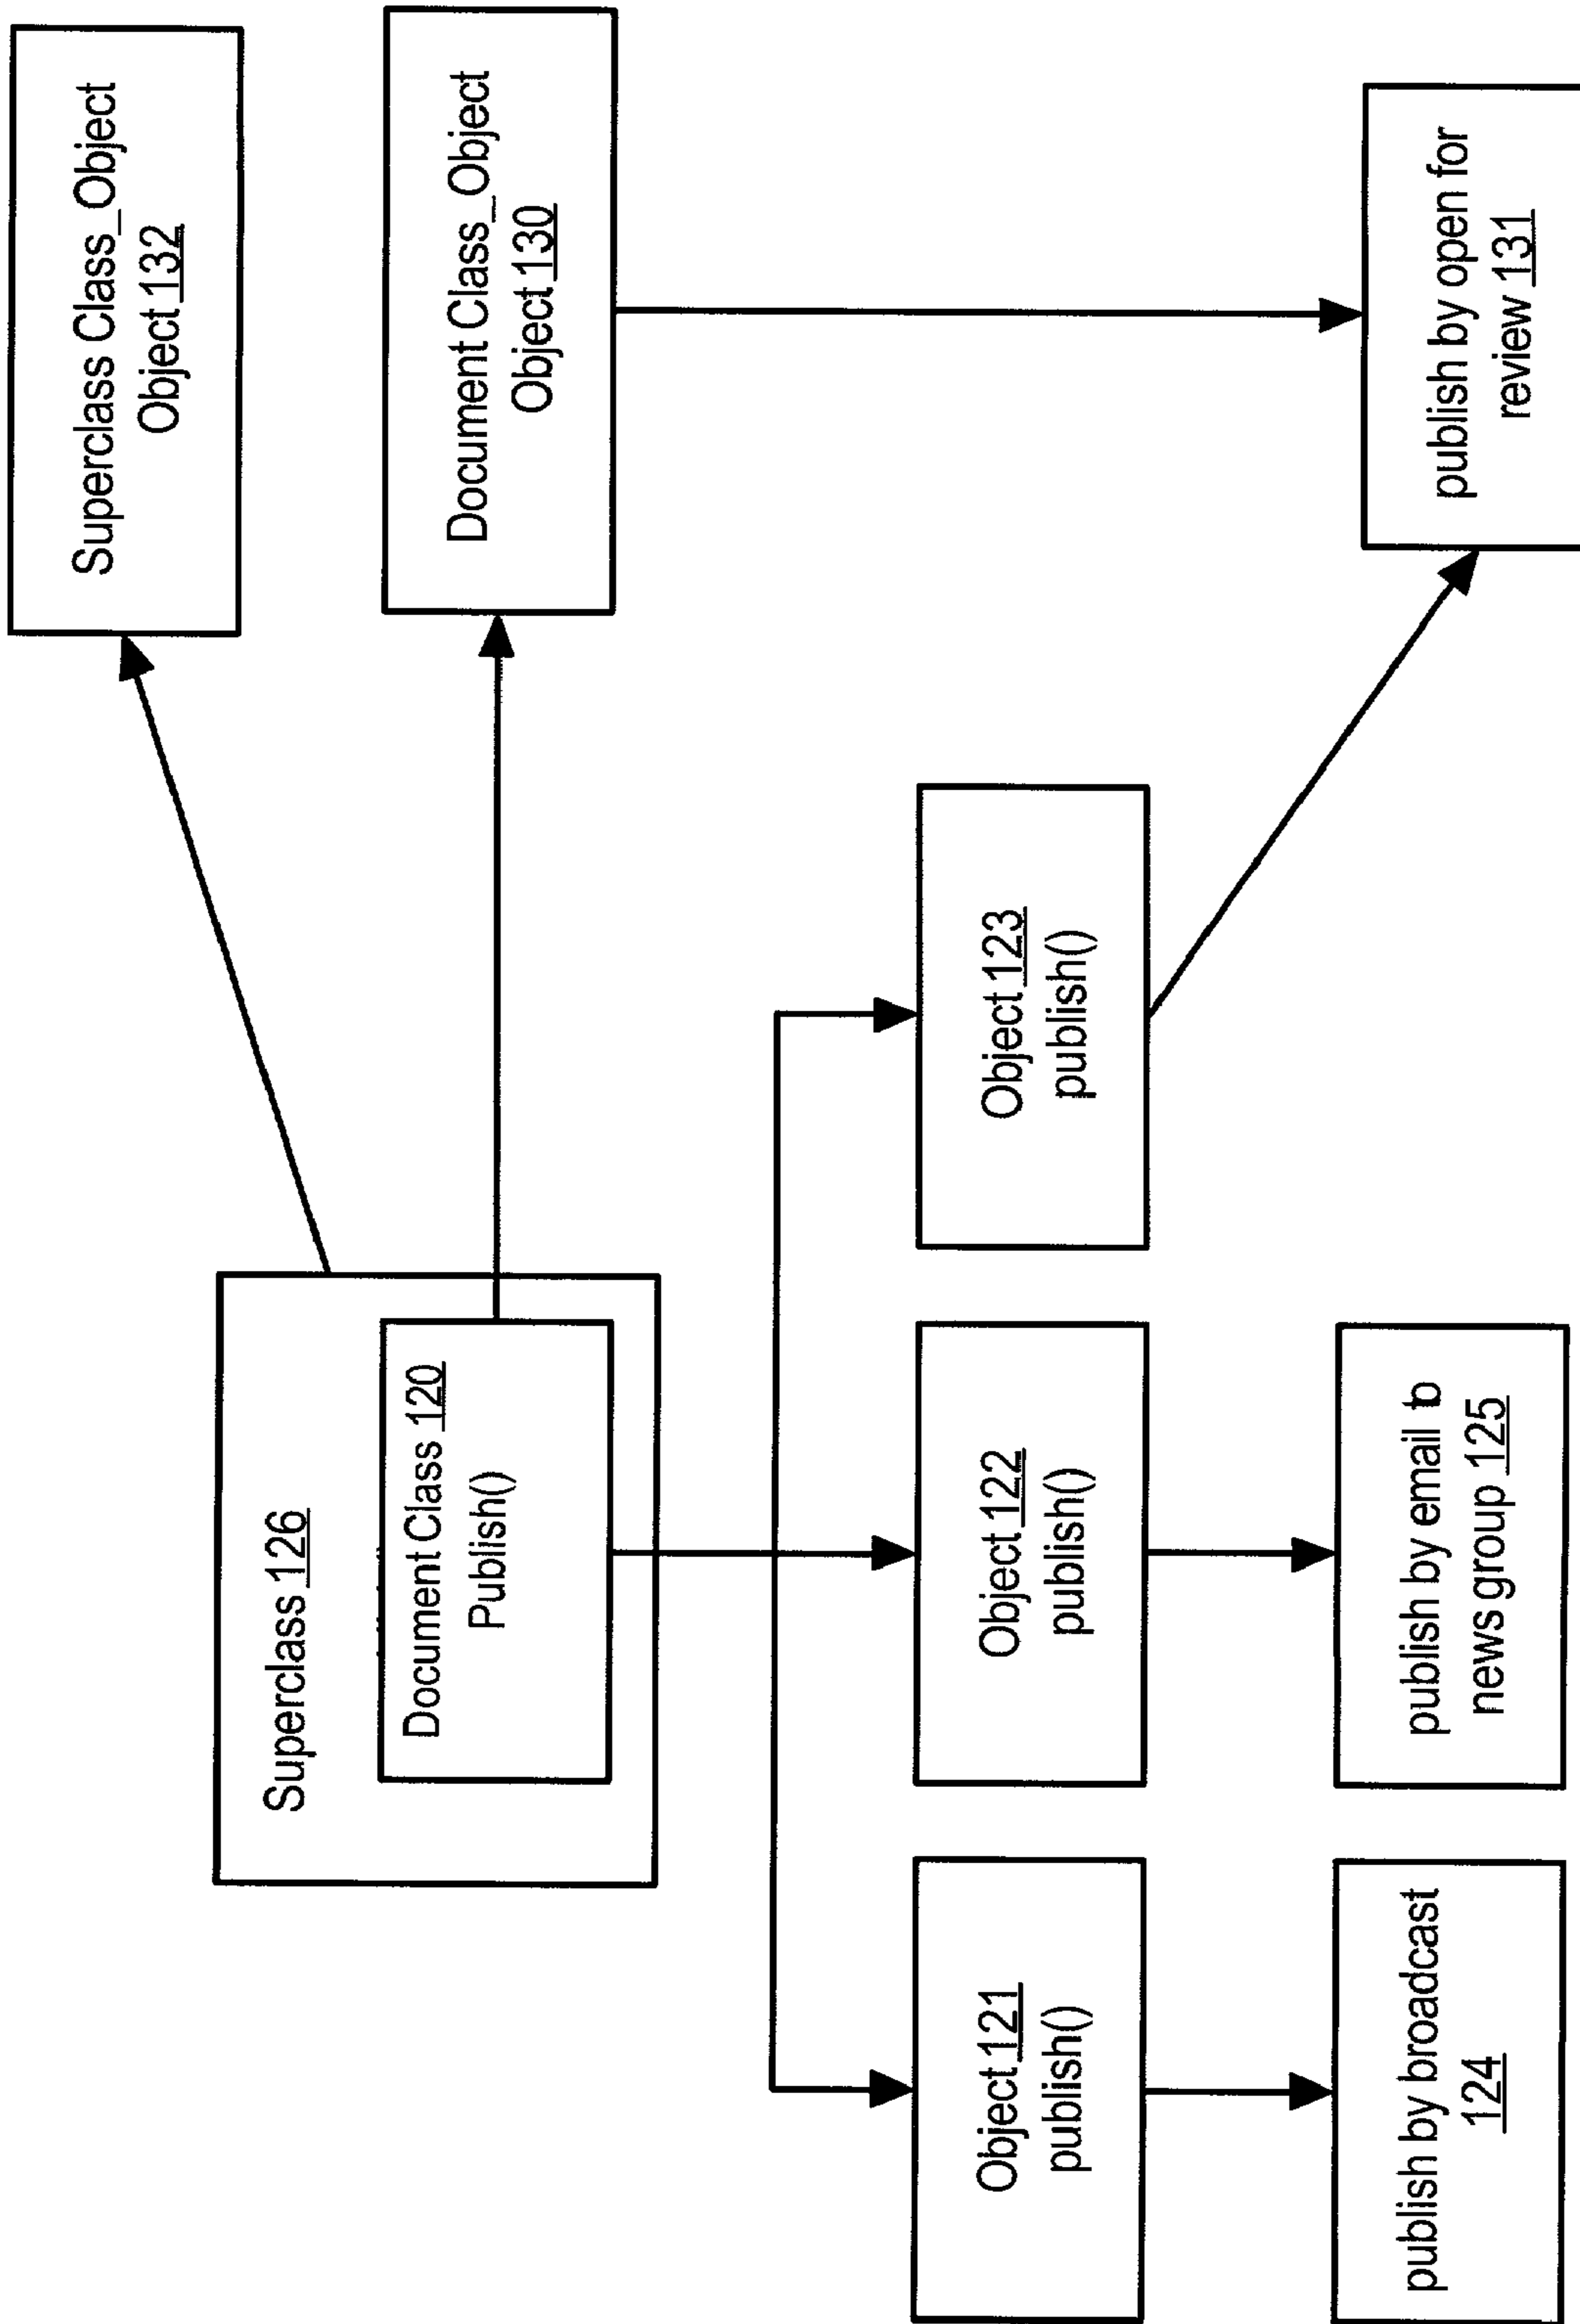 Superclass Class_Object
Object 132
Superclass 126
Document Class 120
Publish()
Document Class_Object
Object 130
Object 121
publish()
Object 122
publish()
Object 123
publish()
publish by broadcast
124
publish by email to
news group 125
publish by open for
review 131